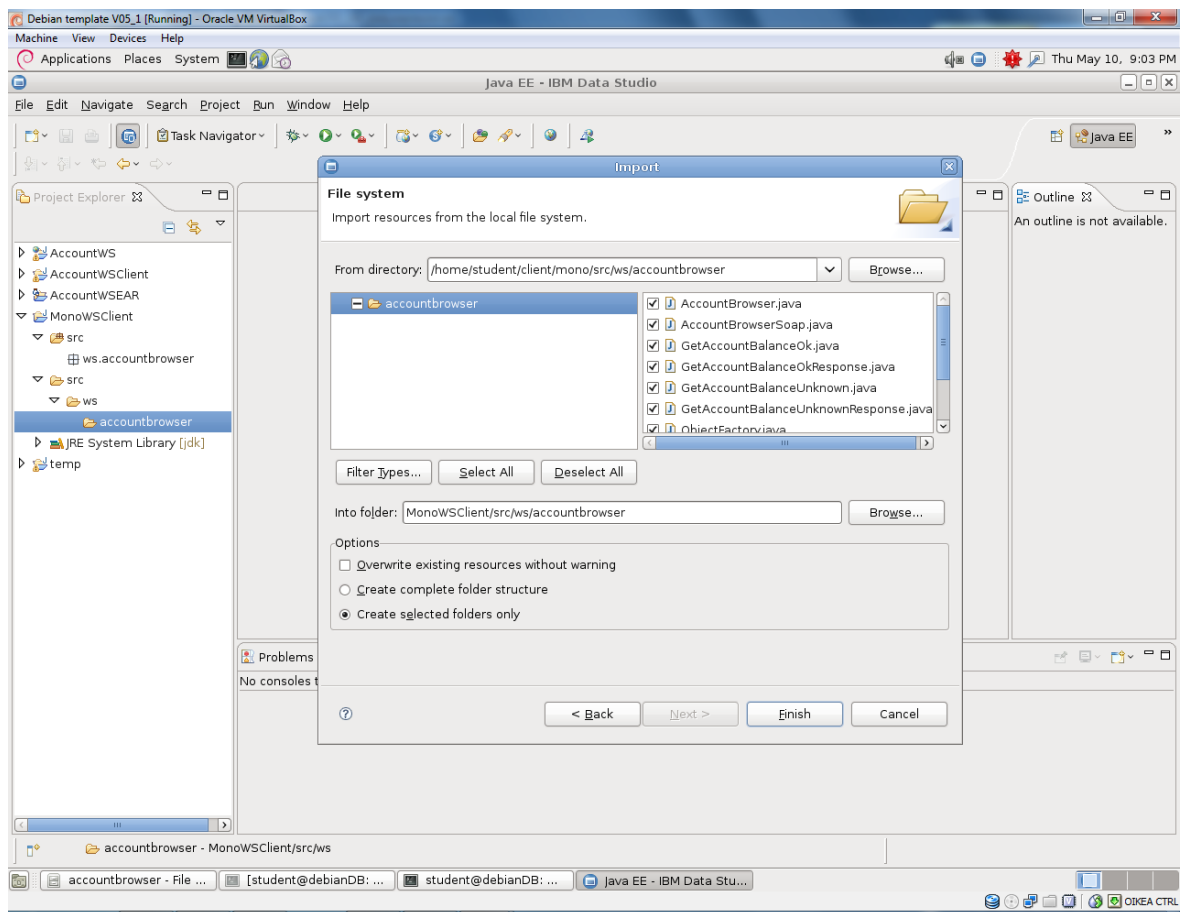 Debian template V05_1 [Running] - Oracle VM VirtualBox
Machine View Devices Help
Applications Places System Thu May 10, 9:03 PM
Java EE - IBM Data Studio
File Edit Navigate Search Project Run Window Help
Task Navigator Java EE »
Import
Project Explorer
File system
Import resources from the local file system.
Outline
An outline is not available.
AccountWS
AccountWSClient
AccountWSEAR
MonoWSClient
src
ws.accountbrowser
src
ws
accountbrowser
JRE System Library [jdk]
temp
From directory: /home/student/client/mono/src/ws/accountbrowser Browse...
accountbrowser
AccountBrowser.java
AccountBrowserSoap.java
GetAccountBalanceOk.java
GetAccountBalanceOkResponse.java
GetAccountBalanceUnknown.java
GetAccountBalanceUnknownResponse.java
ObjectFactory.java
Filter Types... Select All Deselect All
Into folder: MonoWSClient/src/ws/accountbrowser Browse...
Options
Overwrite existing resources without warning
Create complete folder structure
Create selected folders only
Problems
No consoles t
? < Back Next > Finish Cancel
accountbrowser - MonoWSClient/src/ws
accountbrowser - File ... [student@debianDB: ... student@debianDB: ... Java EE - IBM Data Stu...
OIKEA CTRL